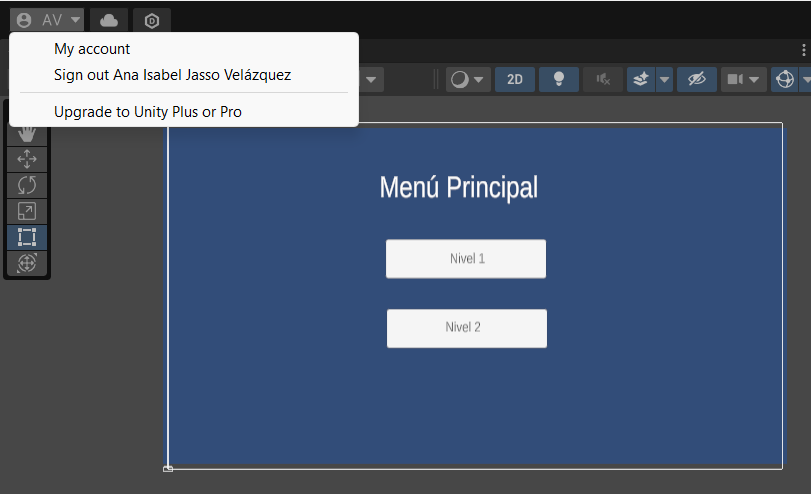 AV
My account
Sign out Ana Isabel Jasso Velázquez
Upgrade to Unity Plus or Pro
2D
Menú Principal
Nivel 1
Nivel 2